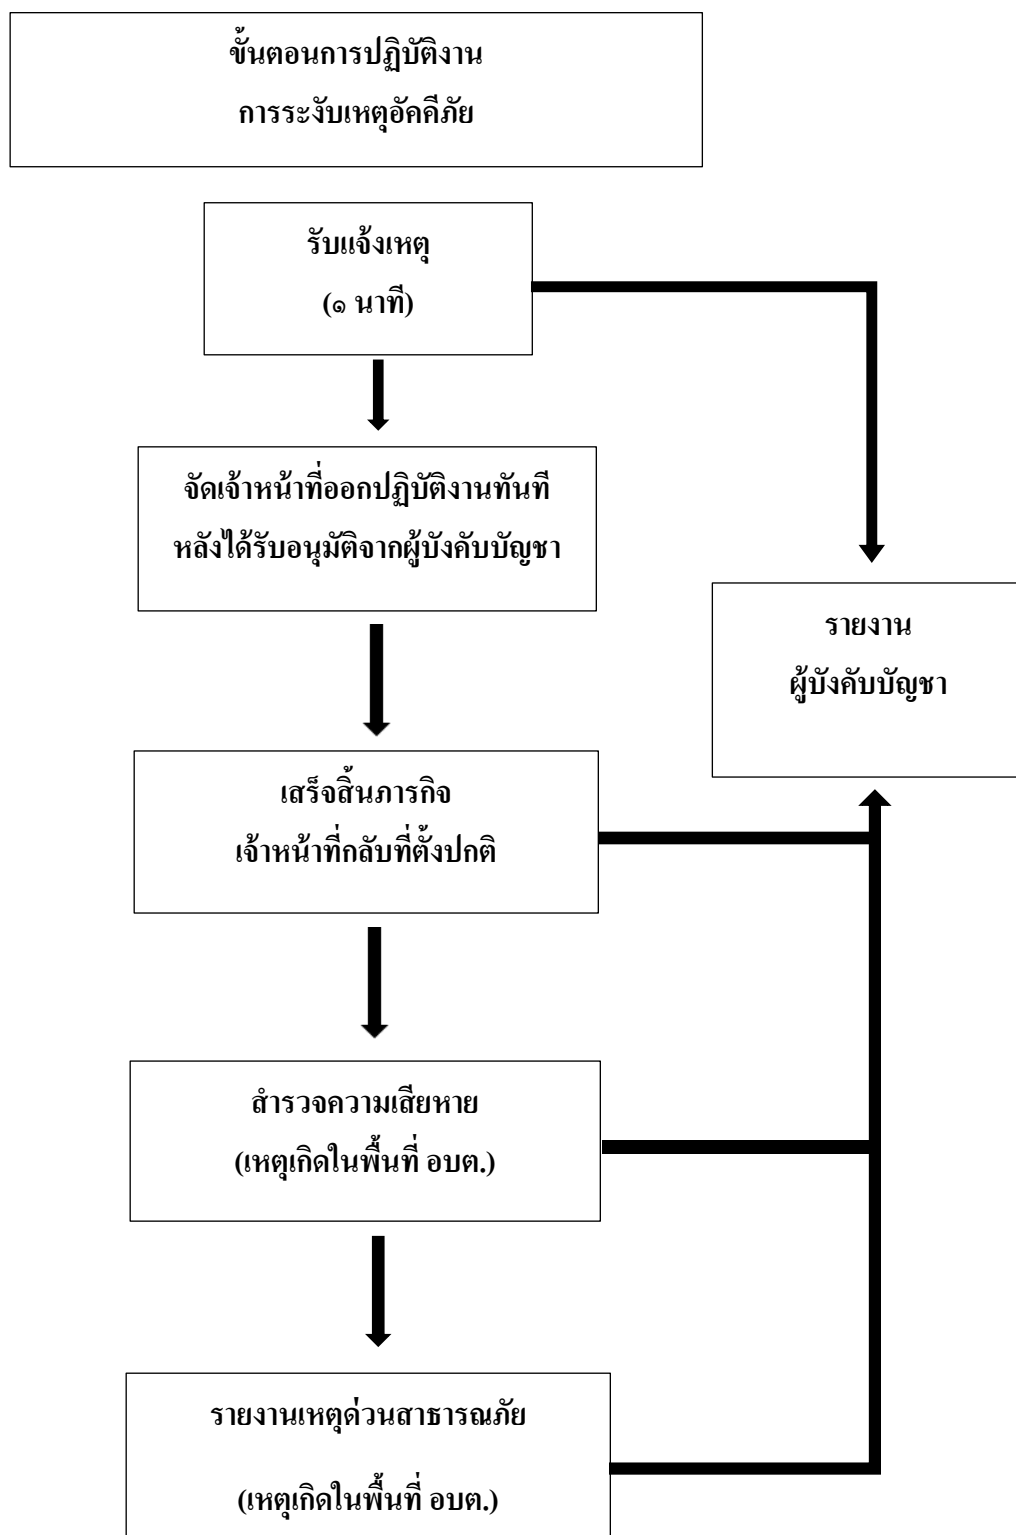 ขั้นตอนการปฏิบัติงาน
การระงับเหตุอัคคีภัย
รับแจ้งเหตุ
(๑ นาที)
จัดเจ้าหน้าที่ออกปฏิบัติงานทันที
หลังได้รับอนุมัติจากผู้บังคับบัญชา
รายงาน
ผู้บังคับบัญชา
เสร็จสิ้นภารกิจ
เจ้าหน้าที่กลับที่ตั้งปกติ
สำรวจความเสียหาย
(เหตุเกิดในพื้นที่ อบต.)
รายงานเหตุด่วนสาธารณภัย
(เหตุเกิดในพื้นที่ อบต.)